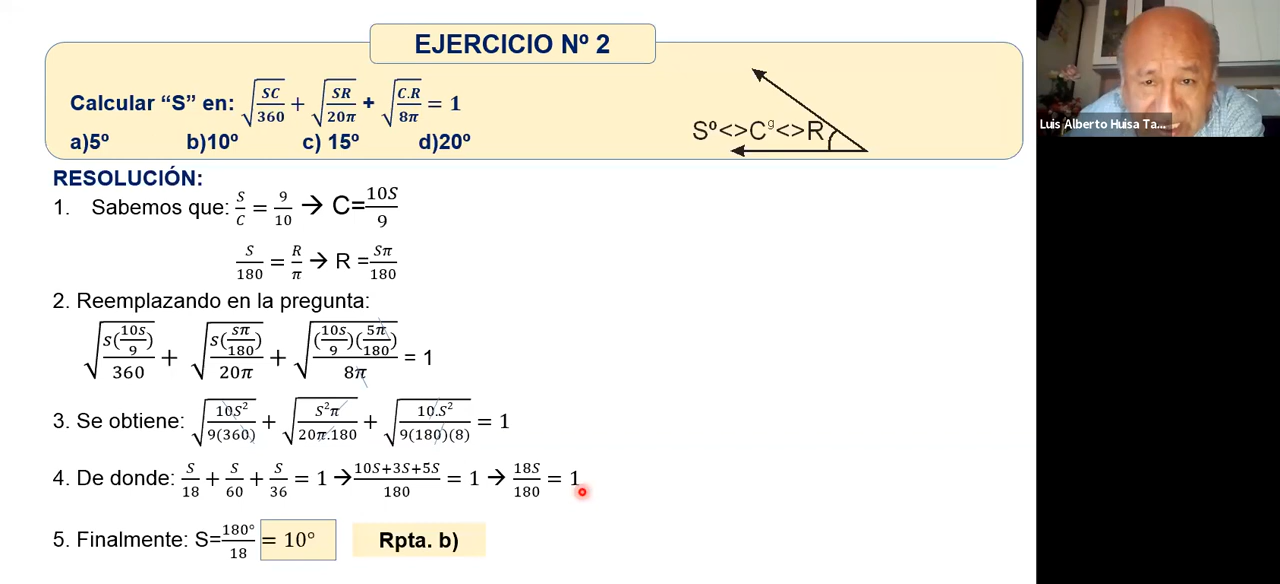 EJERCICIO Nº 2
Calcular “S” en: √(SC/360) + √(SR/20π) + √(C.R/8π) = 1
a)5º b)10º c) 15º d)20º
Sº<>Cᵍ<>R
Luis Alberto Huisa Ta...
RESOLUCIÓN:
1. Sabemos que: S/C = 9/10 → C=10S/9
S/180 = R/π → R =Sπ/180
2. Reemplazando en la pregunta:
√(s(10s/9)/360) + √(s(sπ/180)/20π) + √((10s/9)(5π/180)/8π) = 1
3. Se obtiene: √(10S²/9(360)) + √(S²π/20π.180) + √(10.S²/9(180)(8)) = 1
4. De donde: S/18 + S/60 + S/36 = 1 → 10S+3S+5S/180 = 1 → 18S/180 = 1
5. Finalmente: S=180°/18 = 10° Rpta. b)